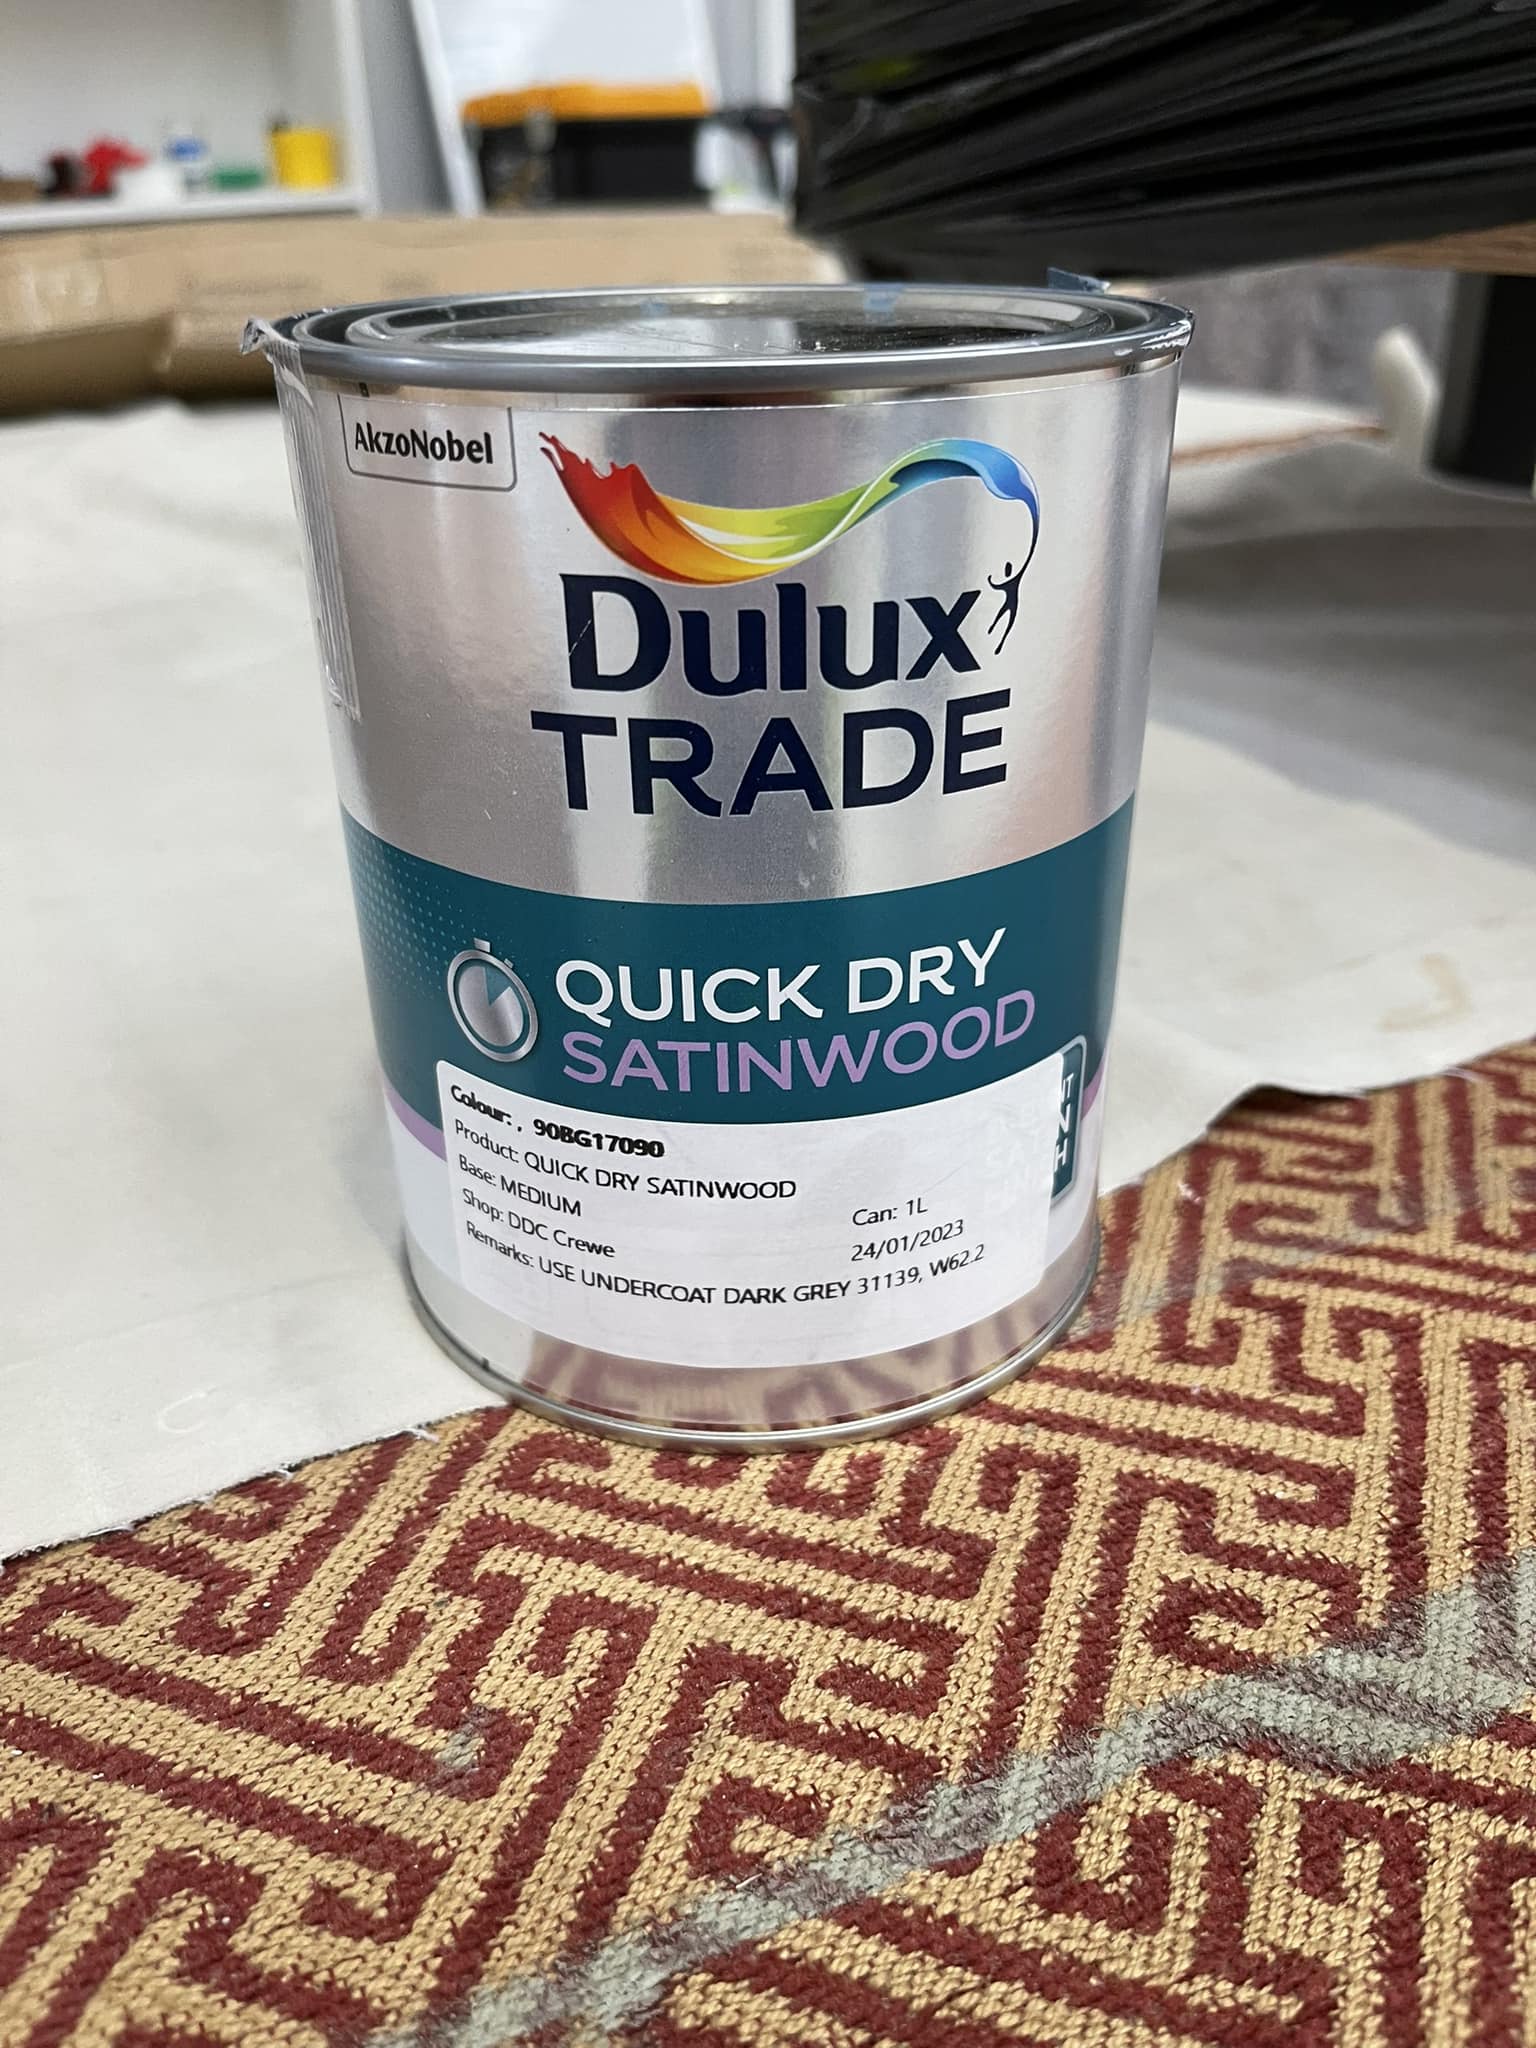 AkzoNobel
Dulux
TRADE
QUICK DRY
SATINWOOD
Colour: , 90BG17090
Product: QUICK DRY SATINWOOD
Base: MEDIUM
Can: 1L
Shop: DDC Crewe
24/01/2023
Remarks: USE UNDERCOAT DARK GREY 31139, W62.2